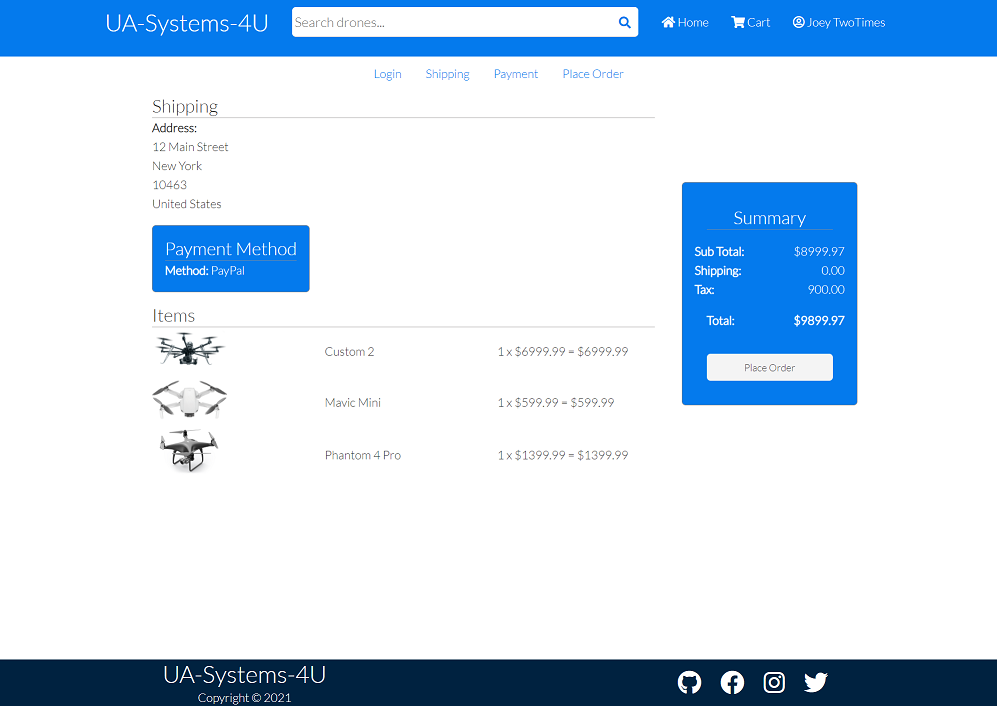 UA-Systems-4U
Search drones...
Home
Cart
Joey TwoTimes
Login Shipping Payment Place Order
Shipping
Address:
12 Main Street
New York
10463
United States
Payment Method
Method: PayPal
Items
Custom 2 1 x $6999.99 = $6999.99
Mavic Mini 1 x $599.99 = $599.99
Phantom 4 Pro 1 x $1399.99 = $1399.99
Summary
Sub Total: $8999.97
Shipping: 0.00
Tax: 900.00
Total: $9899.97
Place Order
UA-Systems-4U
Copyright © 2021